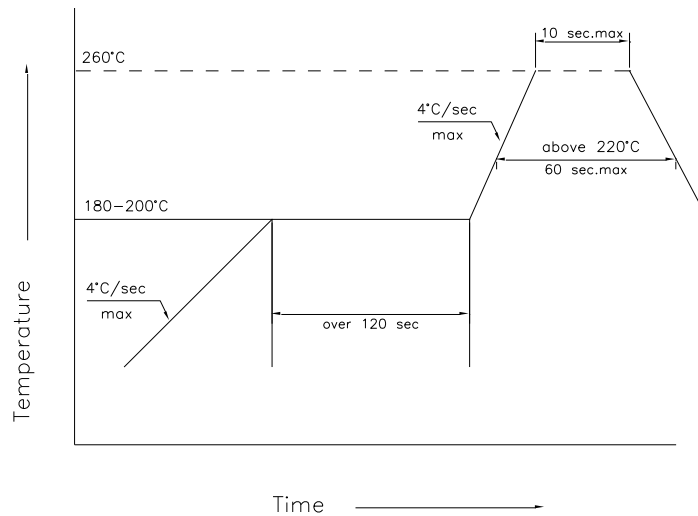 10 sec.max
260°C
4°C/sec
max
above 220°C
60 sec.max
180-200°C
4°C/sec
max
over 120 sec
Temperature
Time